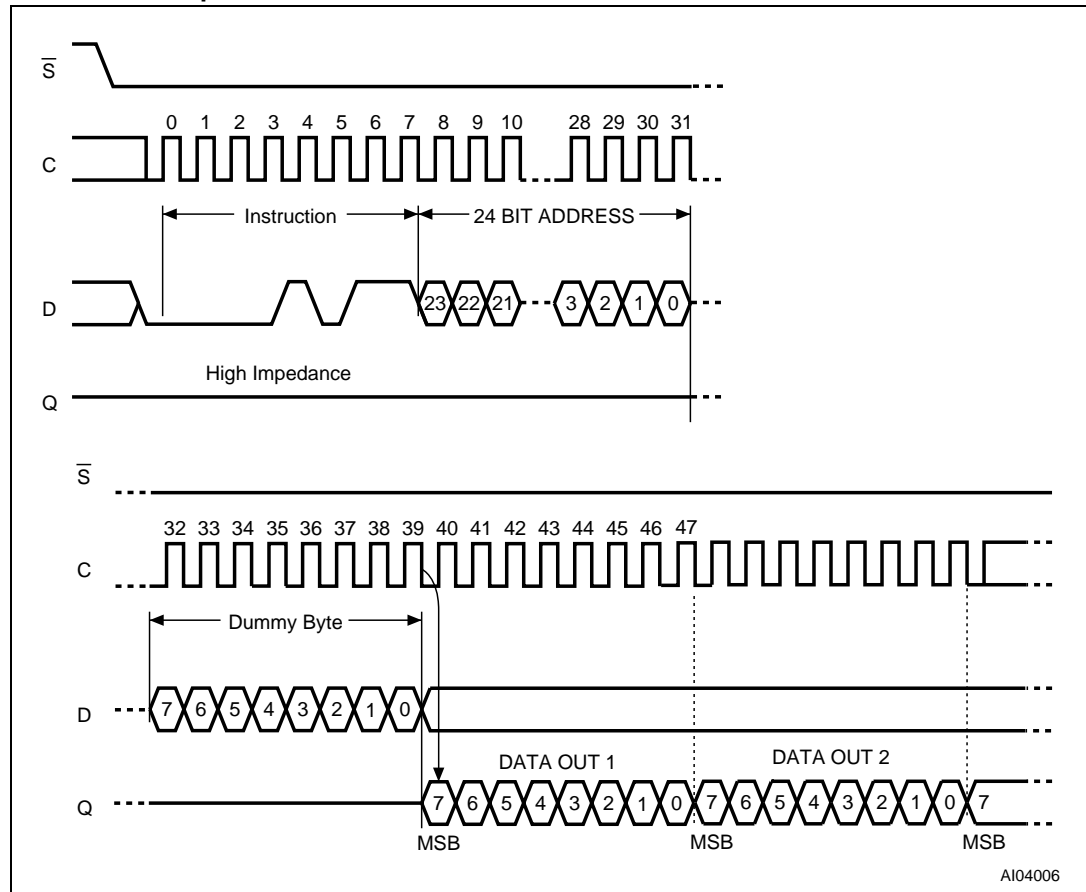 S
0 1 2 3 4 5 6 7 8 9 10 28 29 30 31
C
Instruction 24 BIT ADDRESS
D 23 22 21 3 2 1 0
High Impedance
Q
S
32 33 34 35 36 37 38 39 40 41 42 43 44 45 46 47
C
Dummy Byte
D 7 6 5 4 3 2 1 0
DATA OUT 1 DATA OUT 2
Q 7 6 5 4 3 2 1 0 7 6 5 4 3 2 1 0 7
MSB MSB MSB
AI04006